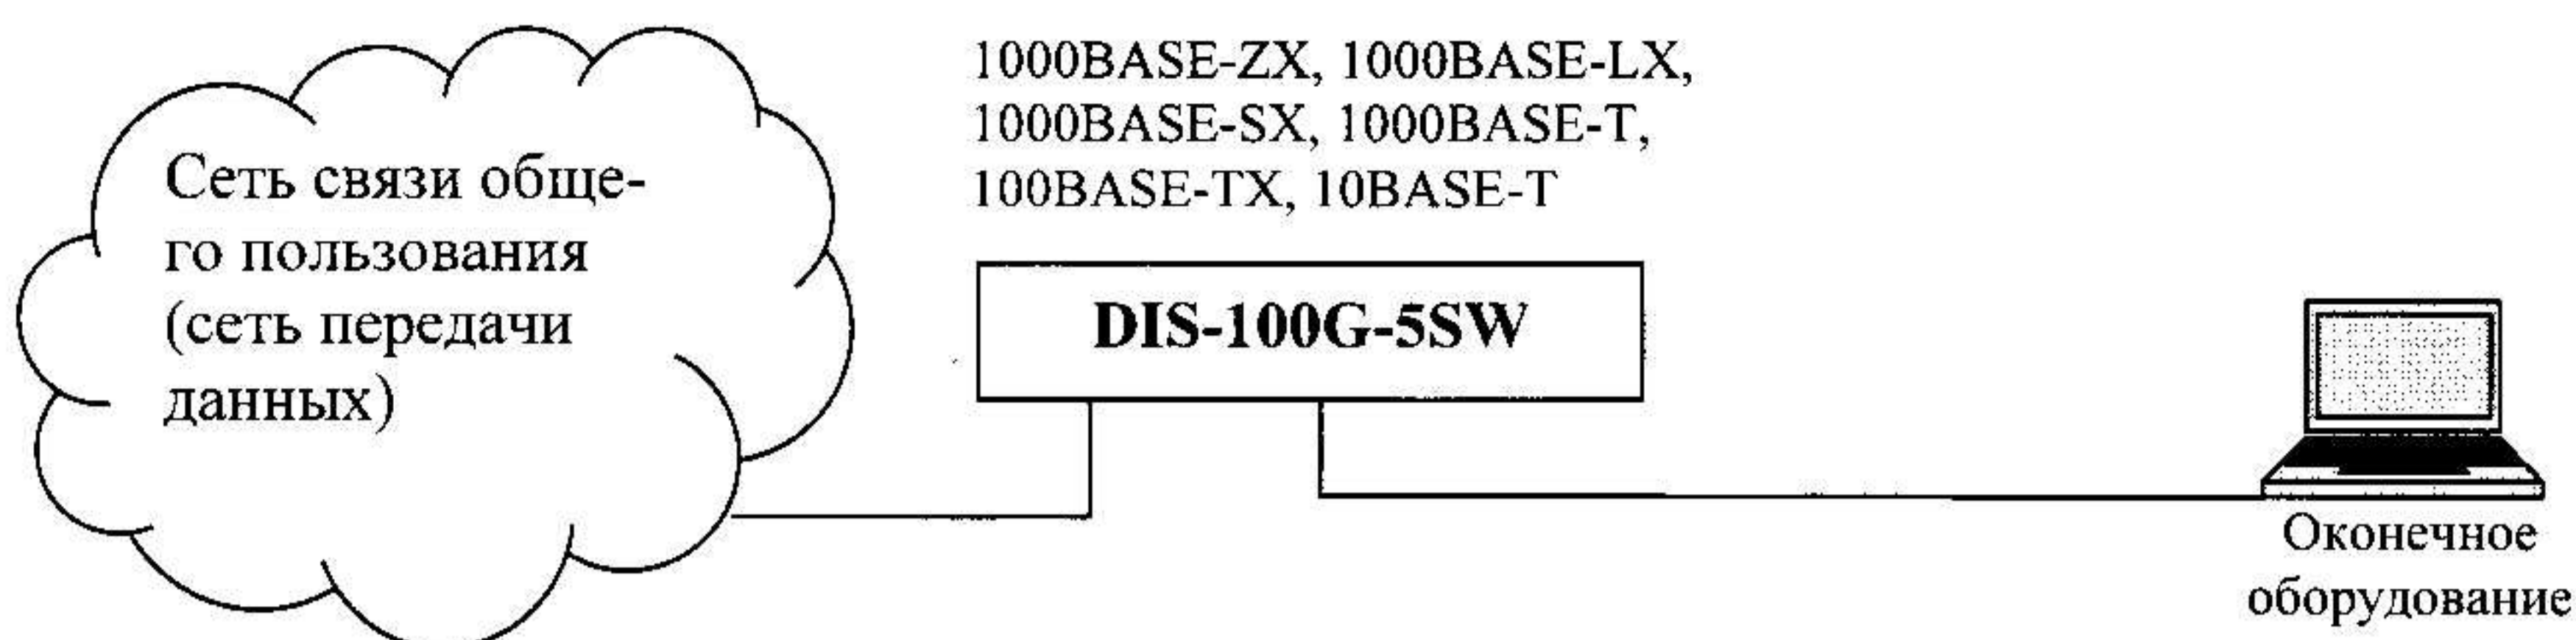 Сеть связи обще-
го пользования
(сеть передачи
данных)
1000BASE-ZX, 1000BASE-LX,
1000BASE-SX, 1000BASE-T,
100BASE-TX, 10BASE-T
DIS-100G-5SW
Оконечное
оборудование